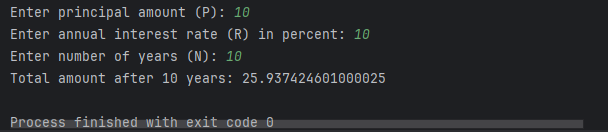 Enter principal amount (P): 10
Enter annual interest rate (R) in percent: 10
Enter number of years (N): 10
Total amount after 10 years: 25.937424601000025
Process finished with exit code 0